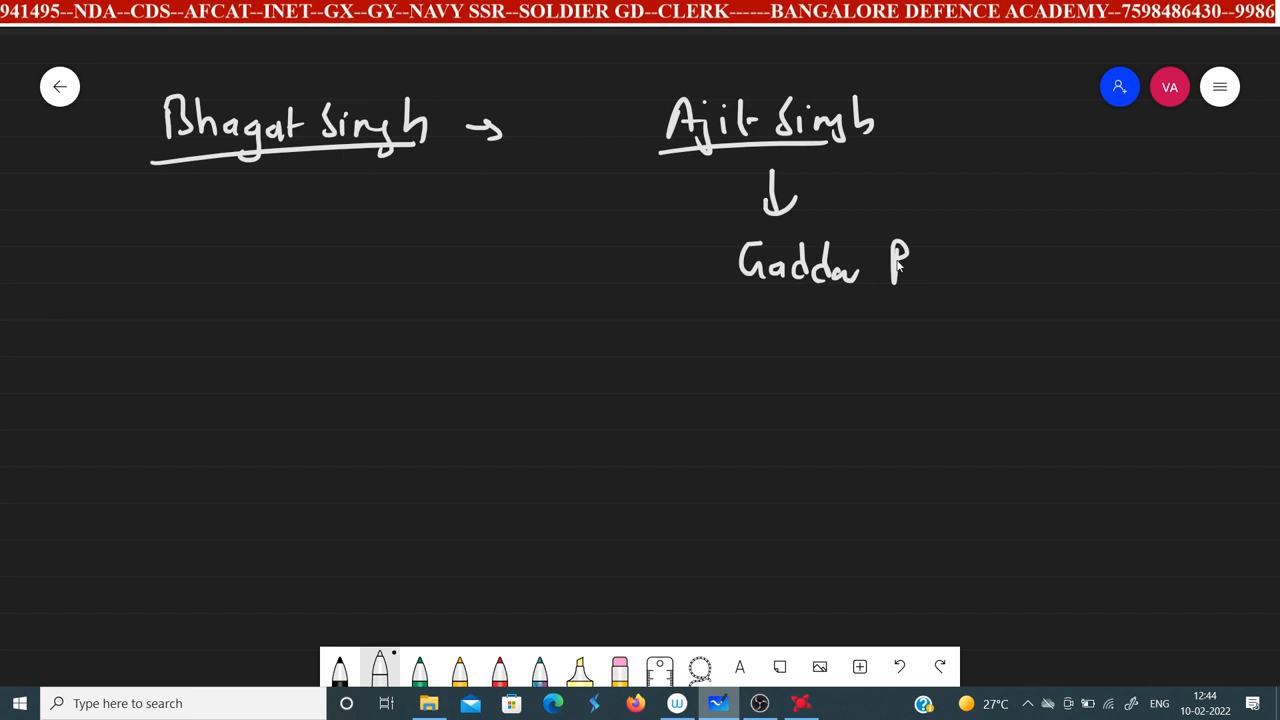 941495--NDA--CDS--AFCAT--INET--GX--GY--NAVY SSR--SOLDIER GD--CLERK------BANGALORE DEFENCE ACADEMY--7598486430--9986
VA
Bhagat Singh → Ajit Singh
↓
Gaddar P
A
Type here to search
27°C
ENG
12:44
10-02-2022